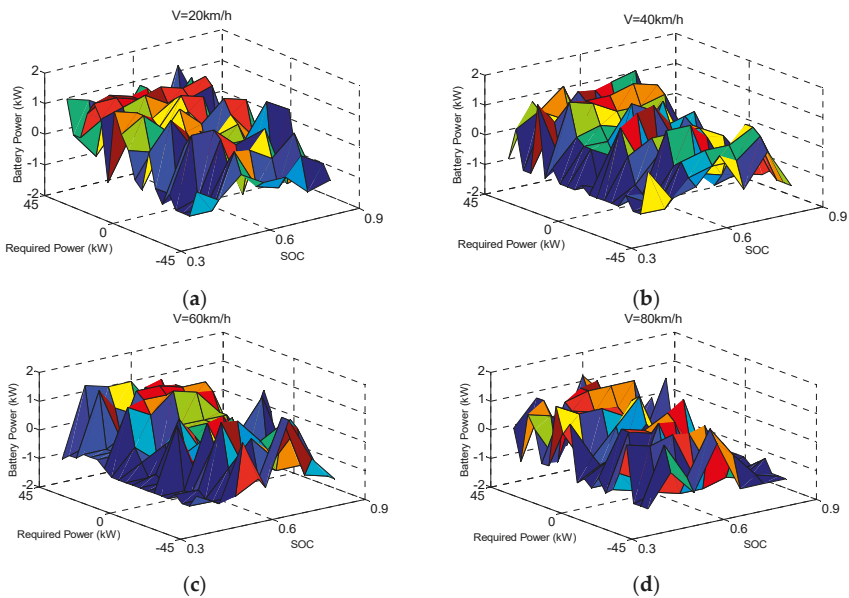 V=20km/h
2
1
0
-1
-2
Battery Power (kW)
45
0
-45
Required Power (kW)
0.3
0.6
0.9
SOC
(a)
V=40km/h
2
1
0
-1
-2
Battery Power (kW)
45
0
-45
Required Power (kW)
0.3
0.6
0.9
SOC
(b)
V=60km/h
2
1
0
-1
-2
Battery Power (kW)
45
0
-45
Required Power (kW)
0.3
0.6
0.9
SOC
(c)
V=80km/h
2
1
0
-1
-2
Battery Power (kW)
45
0
-45
Required Power (kW)
0.3
0.6
0.9
SOC
(d)